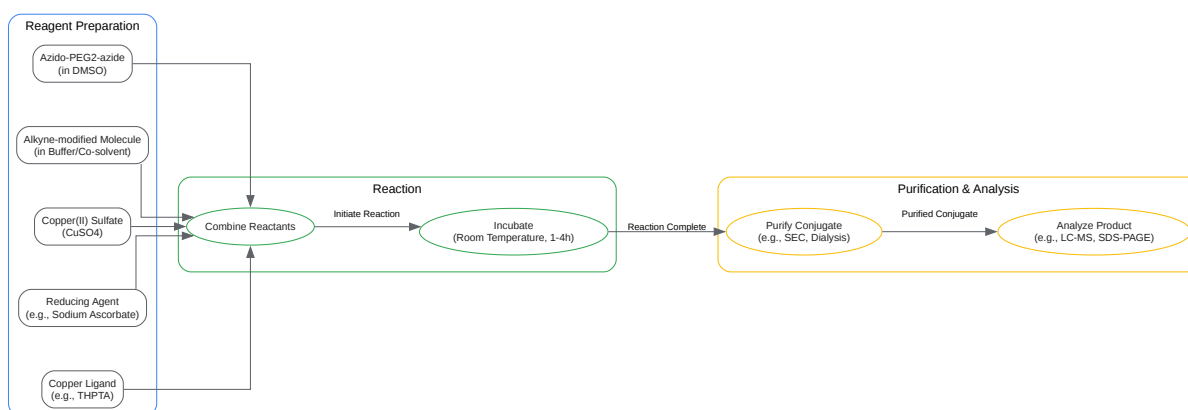 Reagent Preparation
Azido-PEG2-azide
(in DMSO)
Alkyne-modified Molecule
(in Buffer/Co-solvent)
Copper(II) Sulfate
(CuSO4)
Reducing Agent
(e.g., Sodium Ascorbate)
Copper Ligand
(e.g., THPTA)
Reaction
Combine Reactants
Initiate Reaction
Incubate
(Room Temperature, 1-4h)
Reaction Complete
Purification & Analysis
Purify Conjugate
(e.g., SEC, Dialysis)
Purified Conjugate
Analyze Product
(e.g., LC-MS, SDS-PAGE)